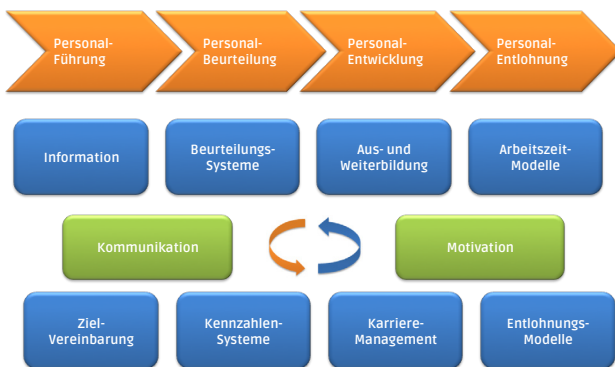 Personal-
Führung
Personal-
Beurteilung
Personal-
Entwicklung
Personal-
Entlohnung
Information
Beurteilungs-
Systeme
Aus- und
Weiterbildung
Arbeitszeit-
Modelle
Kommunikation
Motivation
Ziel-
Vereinbarung
Kennzahlen-
Systeme
Karriere-
Management
Entlohnungs-
Modelle